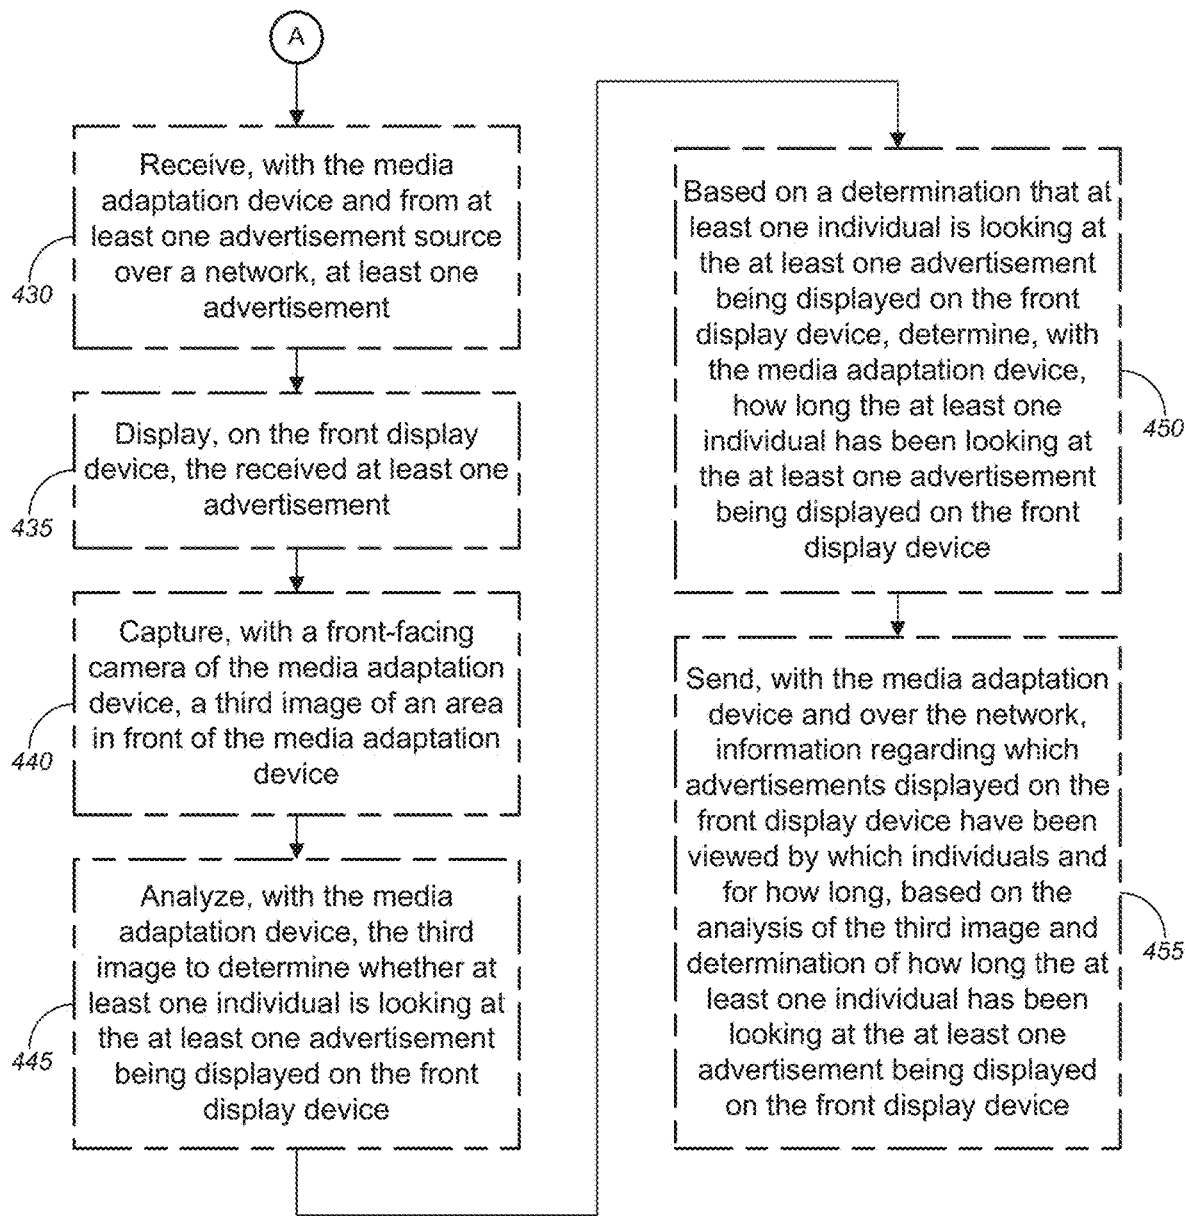 A
Receive, with the media
adaptation device and from at
least one advertisement source
over a network, at least one
advertisement
430
Display, on the front display
device, the received at least one
advertisement
435
Capture, with a front-facing
camera of the media adaptation
device, a third image of an area
in front of the media adaptation
device
440
Analyze, with the media
adaptation device, the third
image to determine whether at
least one individual is looking at
the at least one advertisement
being displayed on the front
display device
445
Based on a determination that at
least one individual is looking at
the at least one advertisement
being displayed on the front
display device, determine, with
the media adaptation device,
how long the at least one
individual has been looking at
the at least one advertisement
being displayed on the front
display device
450
Send, with the media adaptation
device and over the network,
information regarding which
advertisements displayed on the
front display device have been
viewed by which individuals and
for how long, based on the
analysis of the third image and
determination of how long the at
least one individual has been
looking at the at least one
advertisement being displayed
on the front display device
455